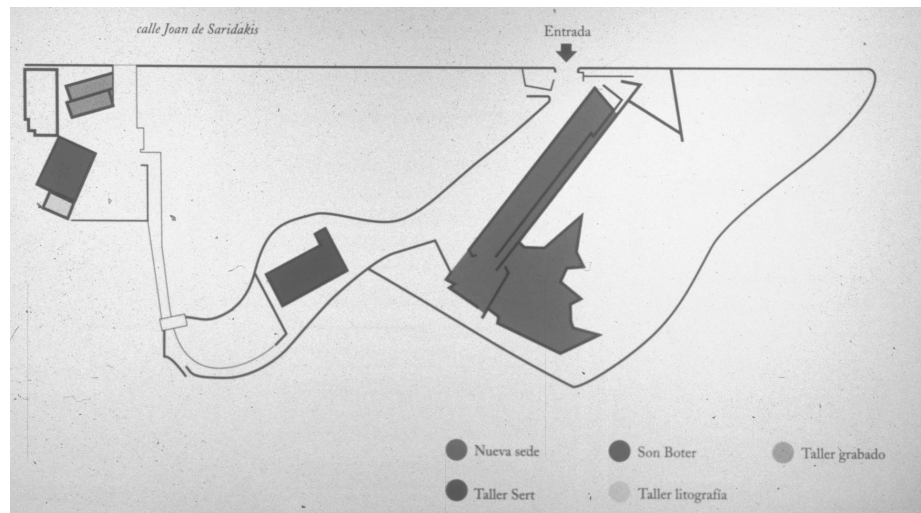 calle Joan de Saridakis
Entrada
Nueva sede
Son Boter
Taller grabado
Taller Sert
Taller litografía